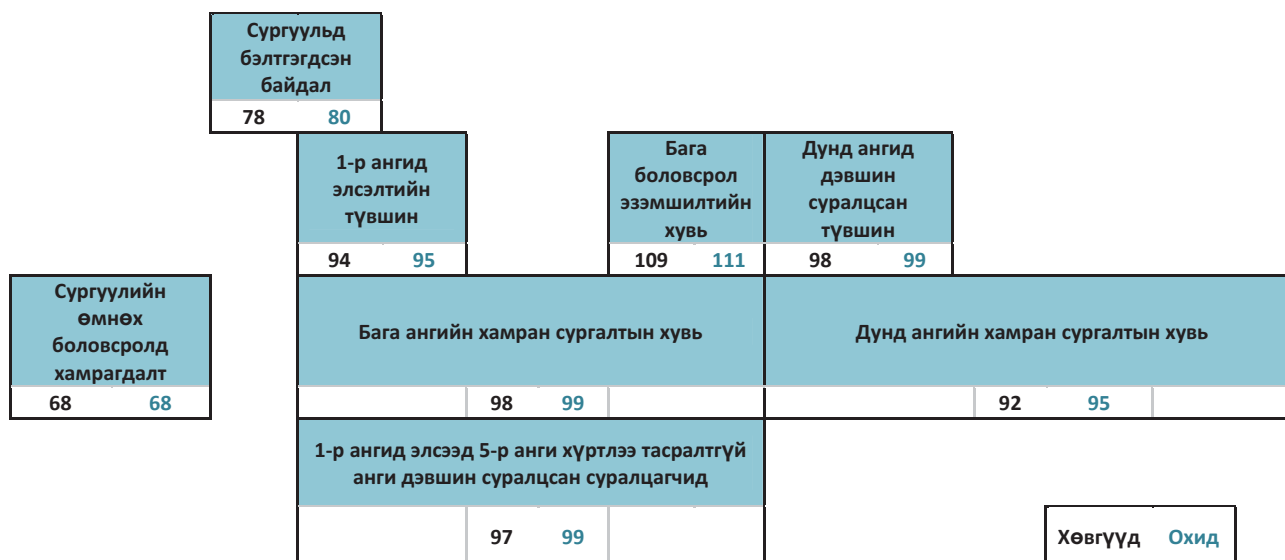 Сургуульд
бэлтгэгдсэн
байдал
78 80
1-р ангид
элсэлтийн
түвшин
94 95
Бага
боловсрол
эзэмшилтийн
хувь
109 111
Дунд ангид
дэвшин
суралцсан
түвшин
98 99
Сургуулийн
өмнөх
боловсролд
хамрагдалт
68 68
Бага ангийн хамран сургалтын хувь
98 99
Дунд ангийн хамран сургалтын хувь
92 95
1-р ангид элсээд 5-р анги хүртлээ тасралтгүй
анги дэвшин суралцсан суралцагчид
97 99
Хөвгүүд Охид